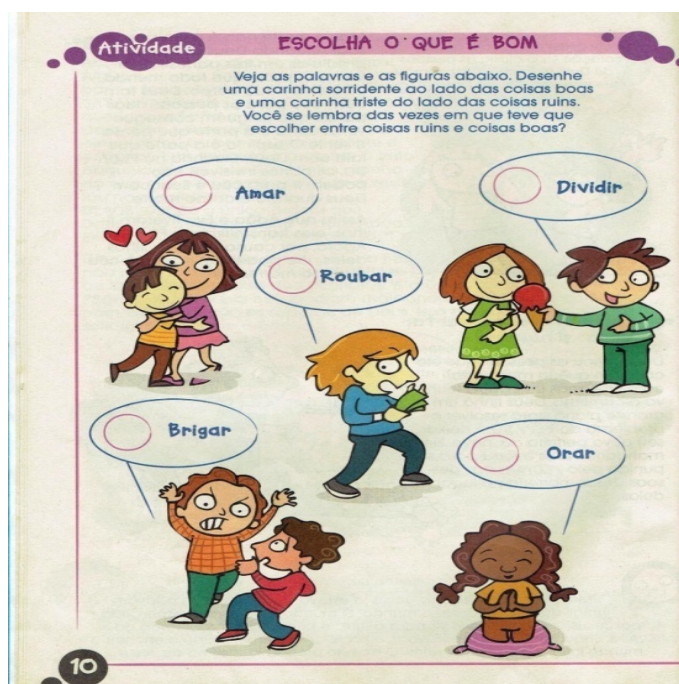 Atividade
ESCOLHA O QUE É BOM
Veja as palavras e as figuras abaixo. Desenhe
uma carinha sorridente ao lado das coisas boas
e uma carinha triste do lado das coisas ruins.
Você se lembra das vezes em que teve que
escolher entre coisas ruins e coisas boas?
Amar
Dividir
Roubar
Brigar
Orar
10